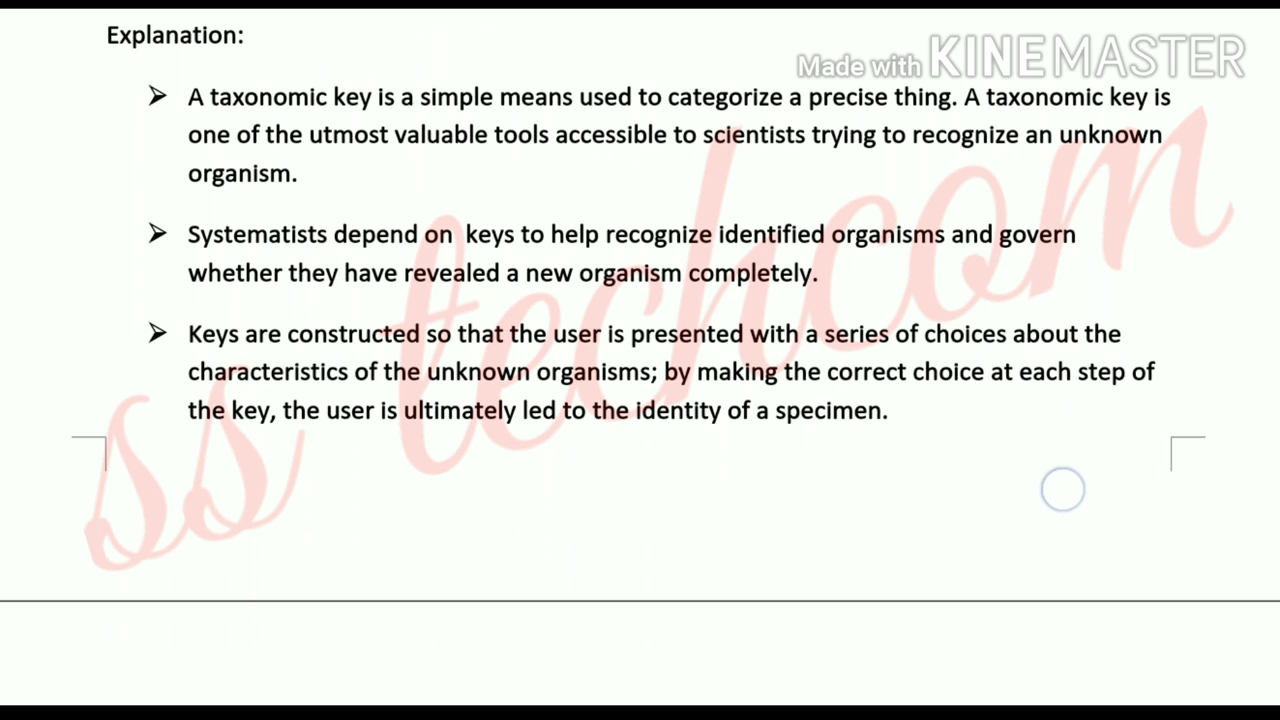 Explanation:
Made with KINEMASTER
➢ A taxonomic key is a simple means used to categorize a precise thing. A taxonomic key is
one of the utmost valuable tools accessible to scientists trying to recognize an unknown
organism.
➢ Systematists depend on keys to help recognize identified organisms and govern
whether they have revealed a new organism completely.
➢ Keys are constructed so that the user is presented with a series of choices about the
characteristics of the unknown organisms; by making the correct choice at each step of
the key, the user is ultimately led to the identity of a specimen.
ss techcom